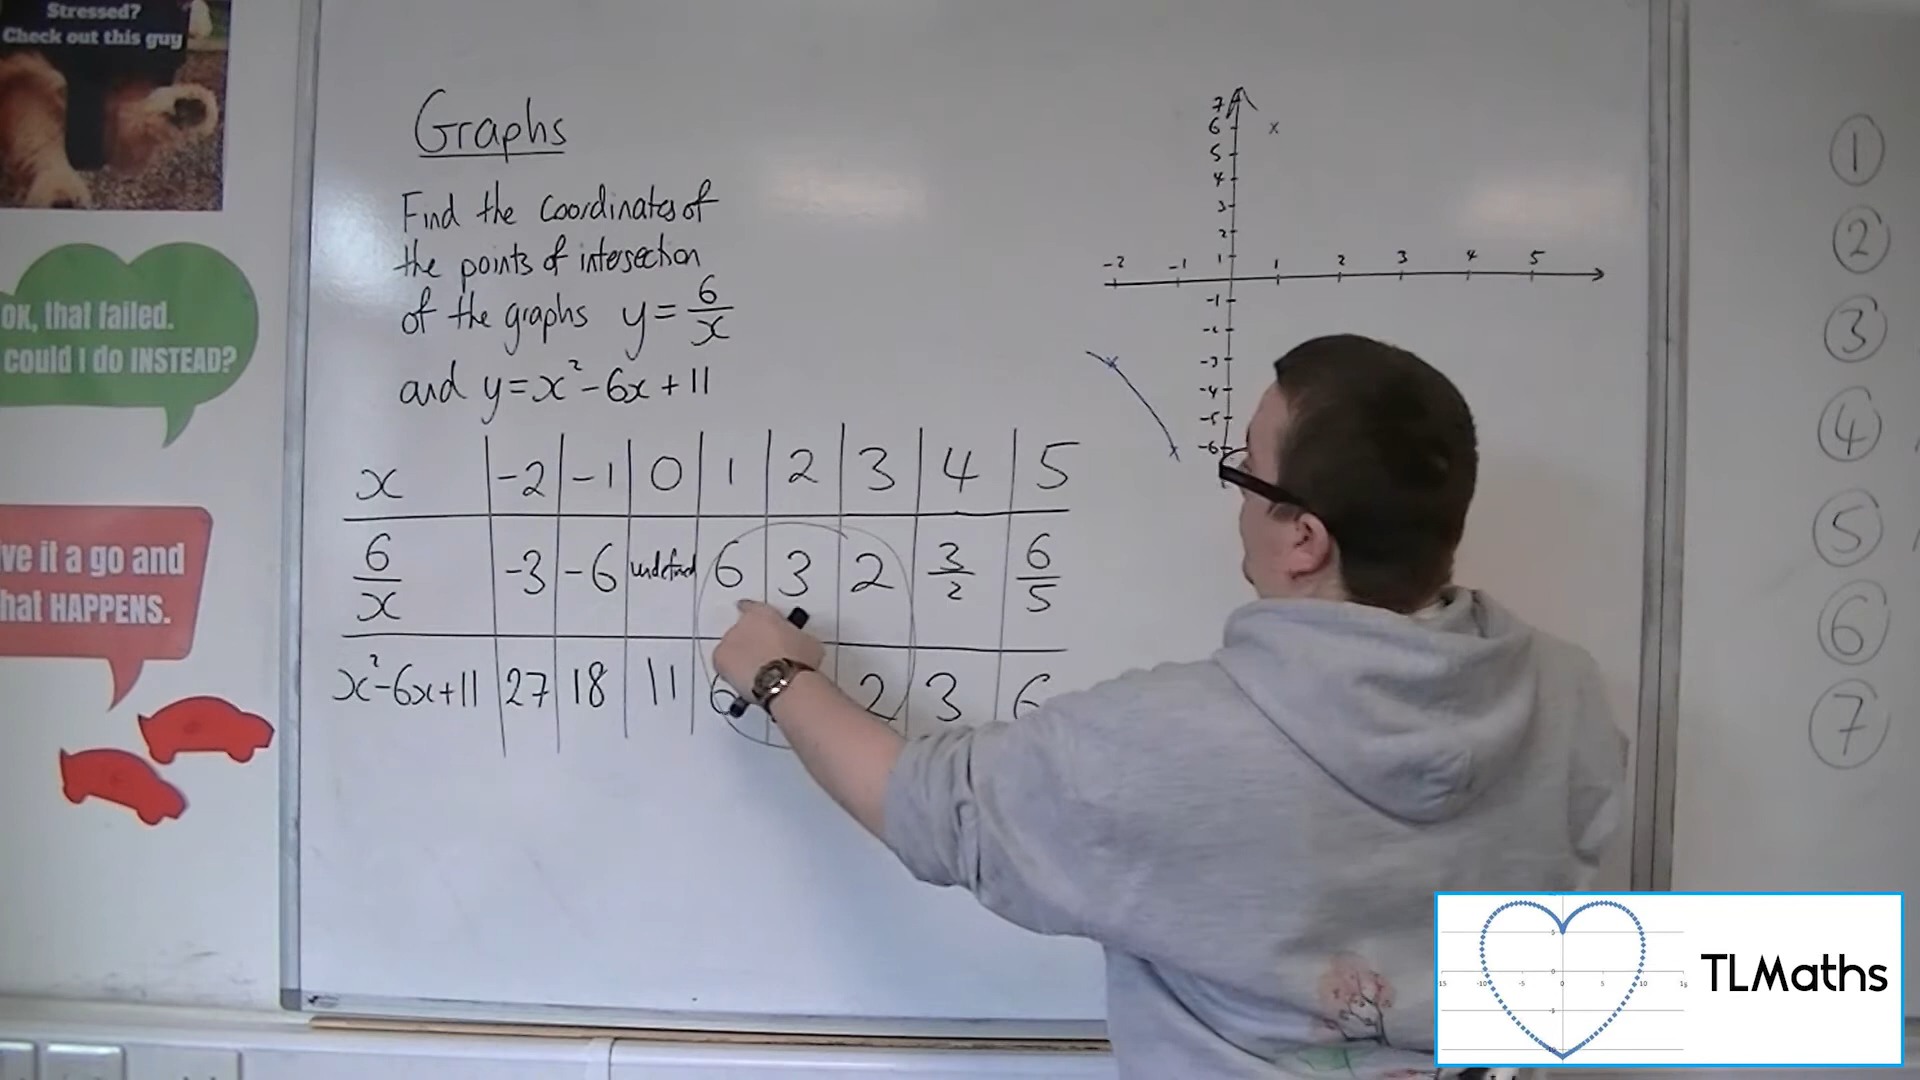 Stressed?
Check out this guy
OK, that failed.
could I do INSTEAD?
ve it a go and
hat HAPPENS.
Graphs
Find the coordinates of
the points of intersection
of the graphs y = 6/x
and y = x² - 6x + 11
x -2 -1 0 1 2 3 4 5
6/x -3 -6 undefined 6 3 2 3/2 6/5
x² - 6x + 11 27 18 11 6 2 3 6
7
6
5
4
3
2
1
-2 -1 1 2 3 4 5
-1
-3
-4
-5
-6
1
2
3
4
5
6
7
TLMaths